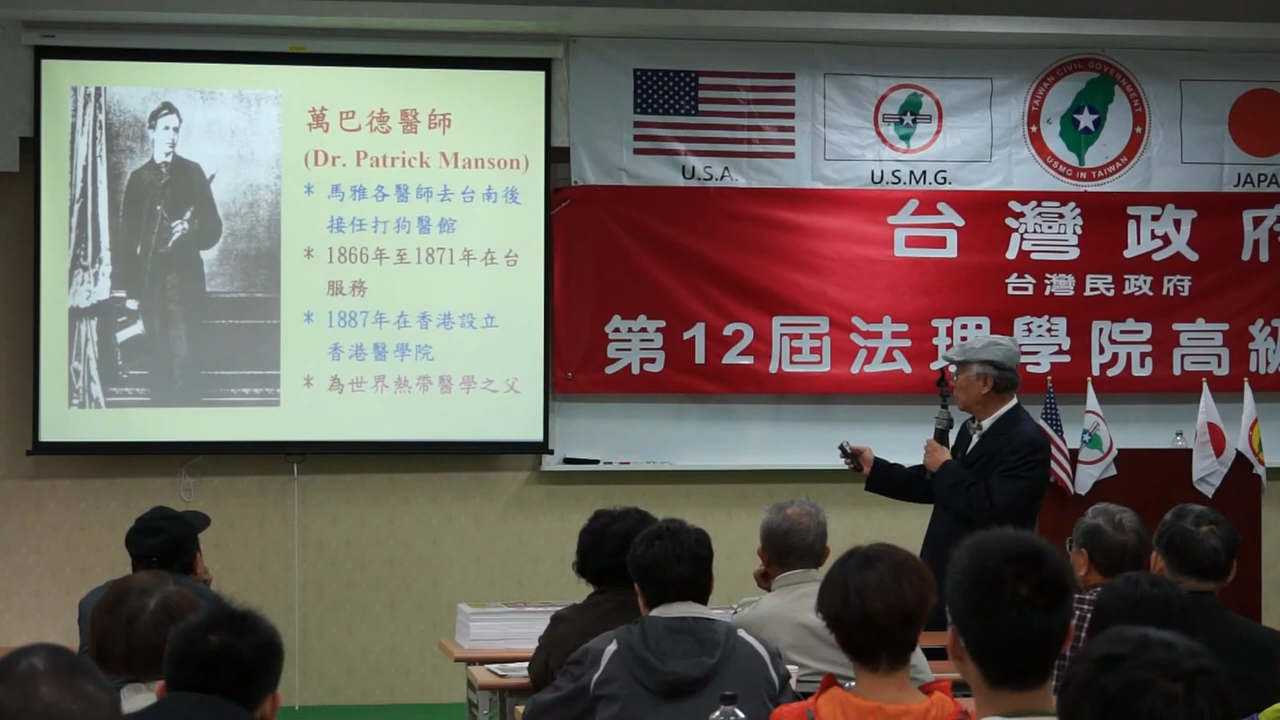 萬巴德醫師
(Dr. Patrick Manson)
* 馬雅各醫師去台南後
接任打狗醫館
* 1866年至1871年在台
服務
* 1887年在香港設立
香港醫學院
* 為世界熱帶醫學之父
U.S.A.
U.S.M.G.
TAIWAN CIVIL GOVERNMENT
USMG IN TAIWAN
JAPA
台灣政府
台灣民政府
第12屆法理學院高級